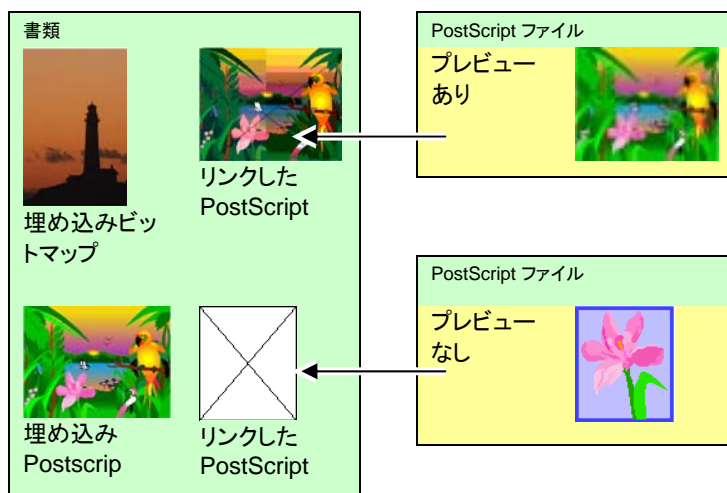 書類
埋め込みビッ
トマップ
リンクした
PostScript
埋め込み
Postscrip
リンクした
PostScript
PostScript ファイル
プレビュー
あり
PostScript ファイル
プレビュー
なし